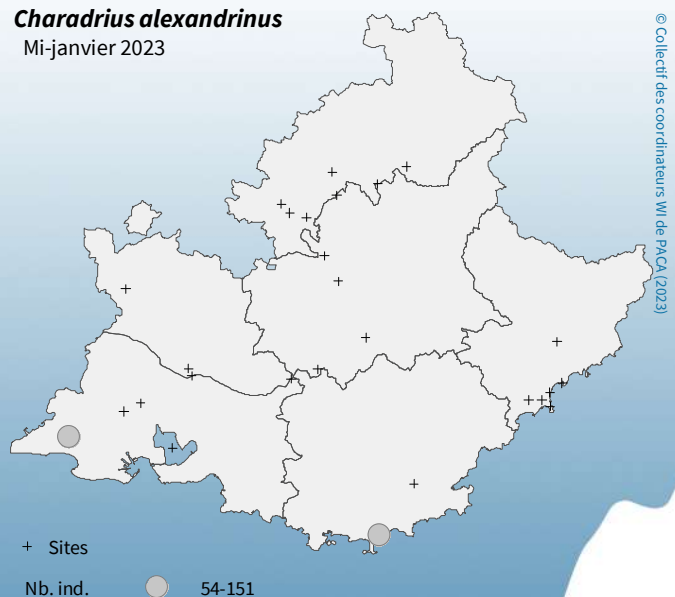 Charadrius alexandrinus
Mi-janvier 2023
© Collectif des coordinateurs WI de PACA (2023)
+ Sites
Nb. ind. 54-151